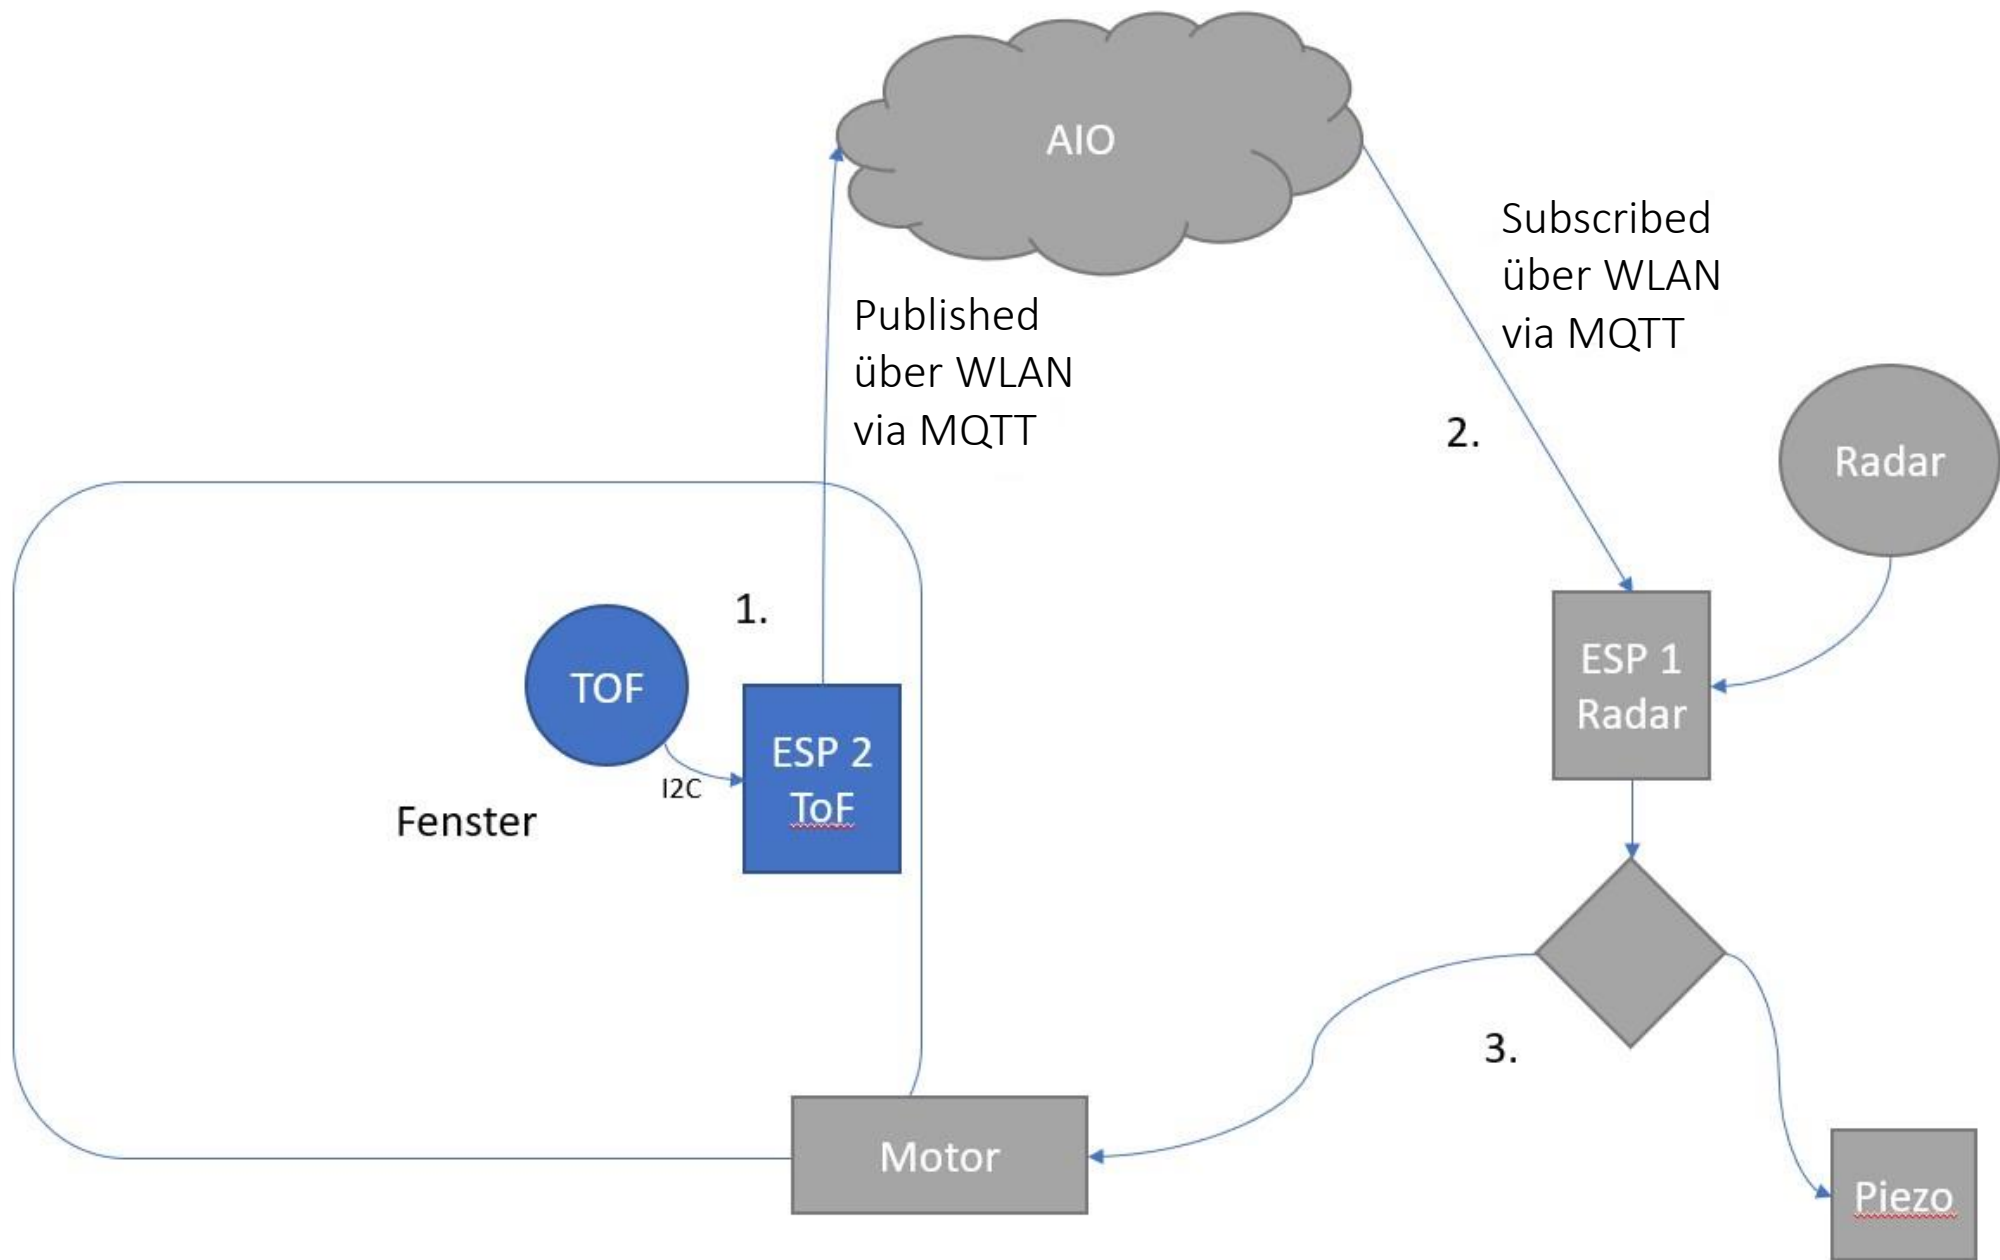 AIO
Subscribed
über WLAN
via MQTT
Published
über WLAN
via MQTT
2.
Radar
1.
TOF
I2C
ESP 2
ToF
Fenster
ESP 1
Radar
3.
Motor
Piezo